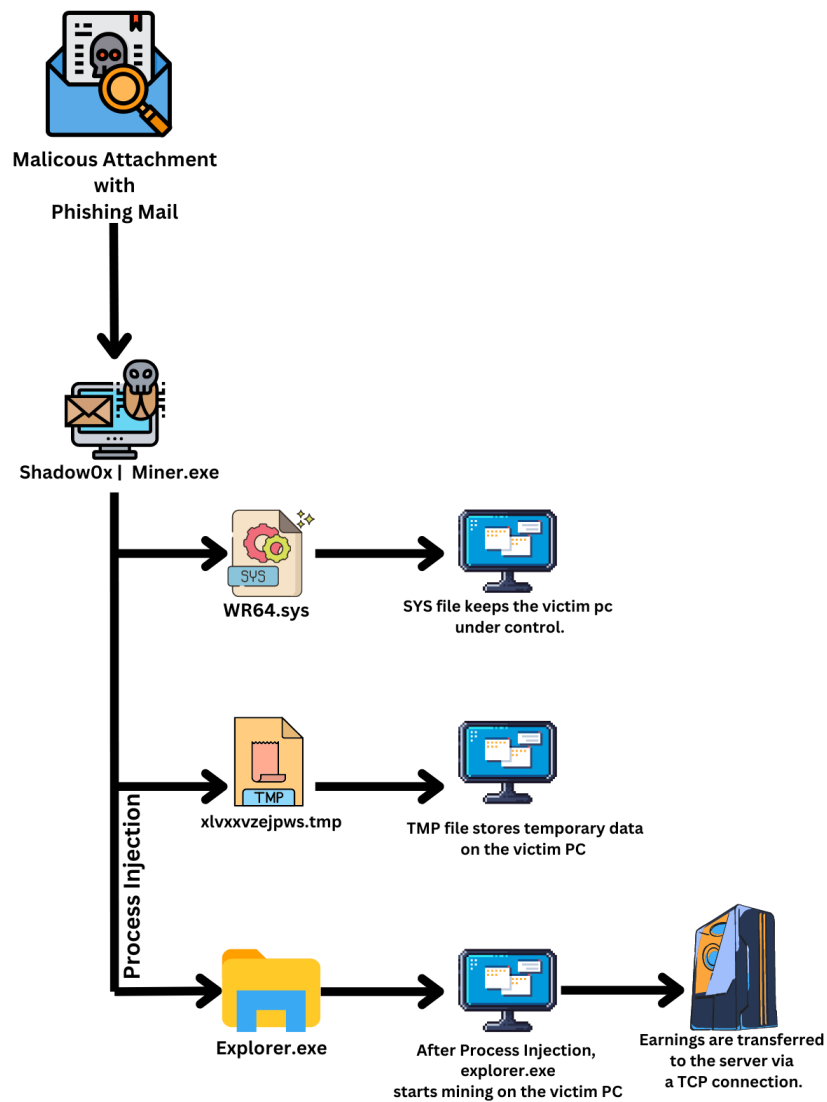 Malicous Attachment
with
Phishing Mail
Shadow0x | Miner.exe
SYS
WR64.sys
SYS file keeps the victim pc
under control.
TMP
xlvxxvzejpws.tmp
TMP file stores temporary data
on the victim PC
Process Injection
Explorer.exe
After Process Injection,
explorer.exe
starts mining on the victim PC
Earnings are transferred
to the server via
a TCP connection.